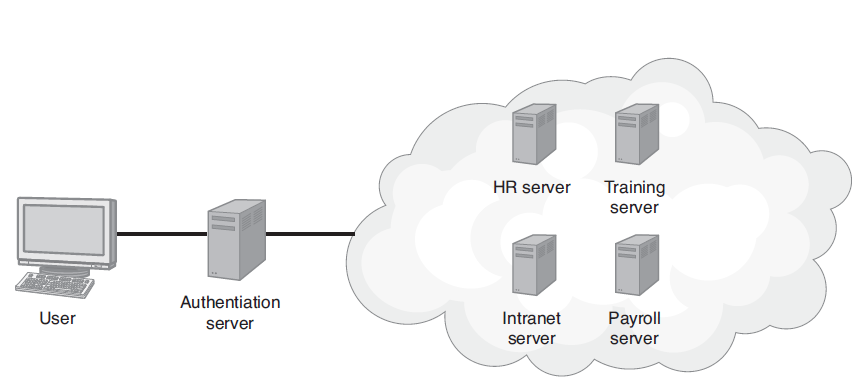 HR server
Training
server
User
Authentiation
server
Intranet
server
Payroll
server